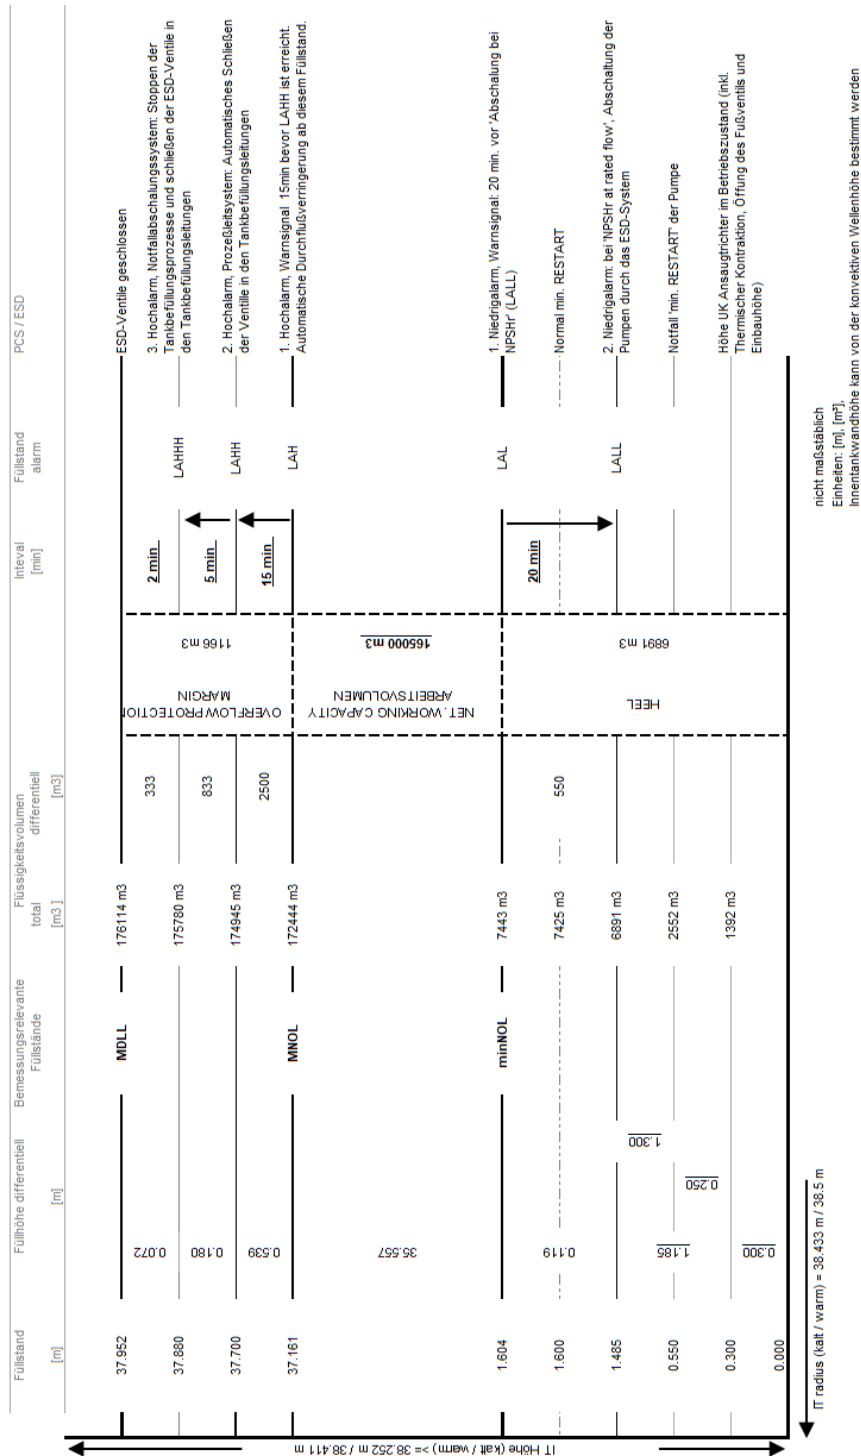 Füllstand
[m]
Füllhöhe differentiell
[m]
Bemessungsrelevante
Füllstände
Flüssigkeitsvolumen
total
differentiell
[m3 ]
[m3]
Inteval
[min]
Füllstand
alarm
PCS / ESD
37.952
MDLL
176114 m3
ESD-Ventile geschlossen
0.072
333
2 min
37.880
175780 m3
LAHHH
3. Hochalarm, Notfallabschalungssystem: Stoppen der
Tankbefüllungsprozesse und schließen der ESD-Ventile in
den Tankbefüllungsleitungen
0.180
833
5 min
37.700
174945 m3
LAHH
2. Hochalarm, Prozeßleitsystem: Automatisches Schließen
der Ventile in den Tankbefüllungsleitungen
0.539
2500
15 min
37.161
MNOL
172444 m3
LAH
1. Hochalarm, Warnsignal 15min bevor LAHH ist erreicht.
Automatische Durchflußverringerung ab diesem Füllstand.
OVERFLOW PROTECTION
MARGIN
1166 m3
35.557
NET. WORKING CAPACITY
ARBEITSVOLUMEN
165000 m3
1.604
minNOL
7443 m3
LAL
1. Niedrigalarm, Warnsignal: 20 min. vor 'Abschalung bei
NPSHr' (LALL)
0.119
550
20 min
1.600
7425 m3
Normal min. RESTART
HEEL
6891 m3
1.485
6891 m3
LALL
2. Niedrigalarm: bei 'NPSHr at rated flow', Abschaltung der
Pumpen durch das ESD-System
1.300
1.185
0.550
2552 m3
Notfall 'min. RESTART' der Pumpe
0.250
0.300
1392 m3
Höhe UK Ansaugtrichter im Betriebszustand (inkl.
Thermischer Kontraktion, Öffung des Fußventils und
Einbauhöhe)
0.300
0.000
IT Höhe (kalt / warm) >= 38.252 m / 38.411 m
IT radius (kalt / warm) = 38.433 m / 38.5 m
nicht maßstäblich
Einheiten: [m], [m³],
Innentankwandhöhe kann von der konvektiven Wellenhöhe bestimmt werden